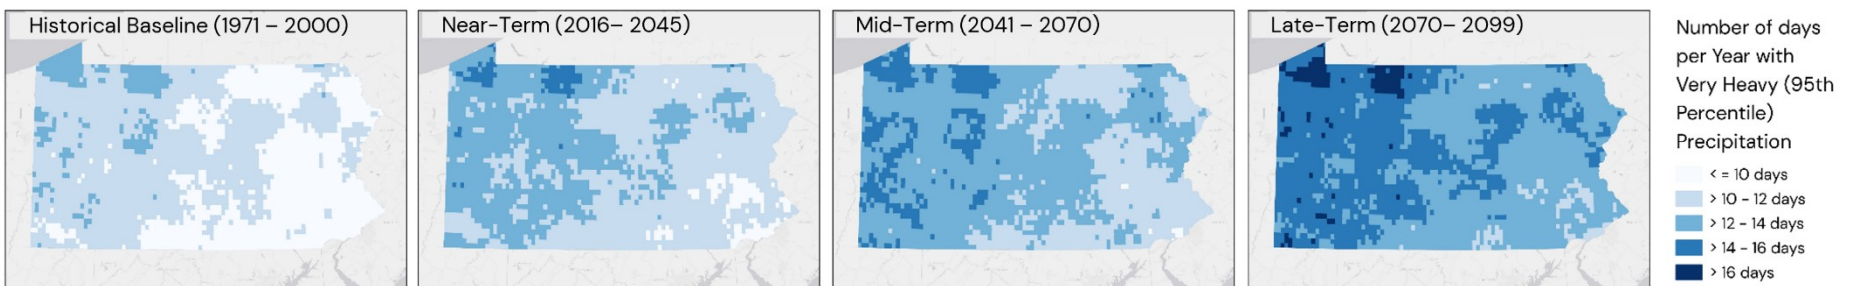 Historical Baseline (1971 – 2000)
Near-Term (2016– 2045)
Mid-Term (2041 – 2070)
Late-Term (2070– 2099)
Number of days
per Year with
Very Heavy (95th
Percentile)
Precipitation
< = 10 days
> 10 - 12 days
> 12 - 14 days
> 14 - 16 days
> 16 days